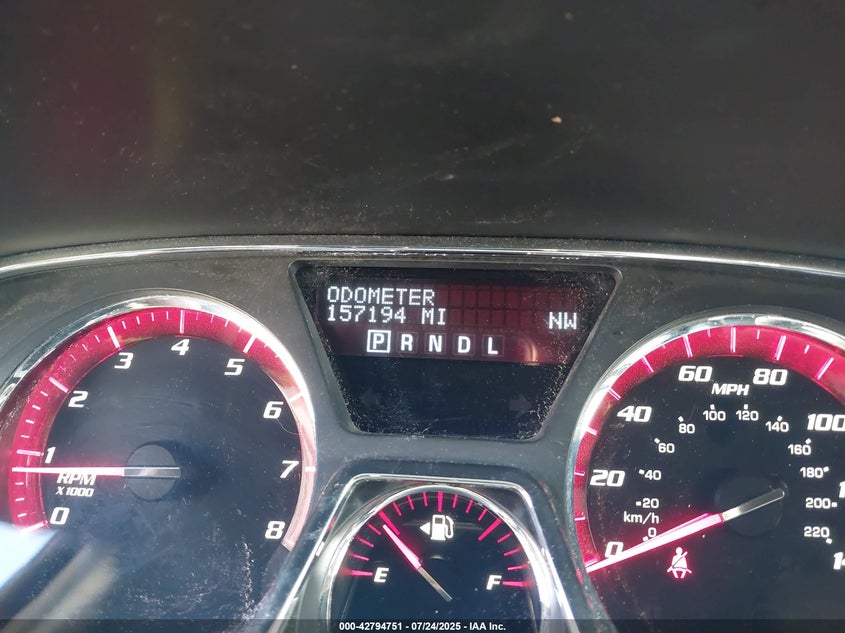 ODOMETER
157194 MI NW
P R N D L
0 1 2 3 4 5 6 7 8
RPM
X 1000
E F
0 20 40 60 80 100
MPH
0 20 40 60 80 100 120 140 160 180 200 220
km/h
000-42794751 - 07/24/2025 - IAA Inc.